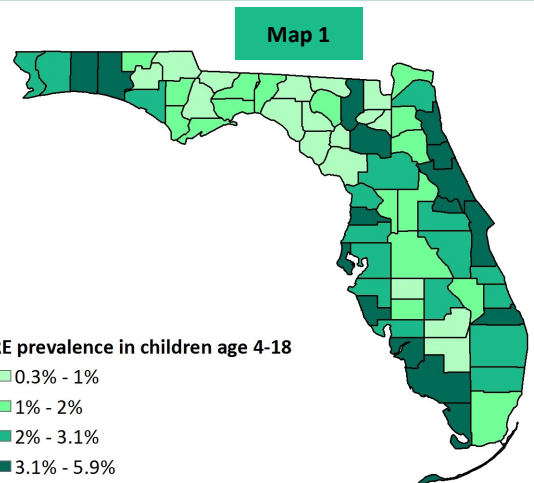 Map 1
E prevalence in children age 4-18
0.3% - 1%
1% - 2%
2% - 3.1%
3.1% - 5.9%